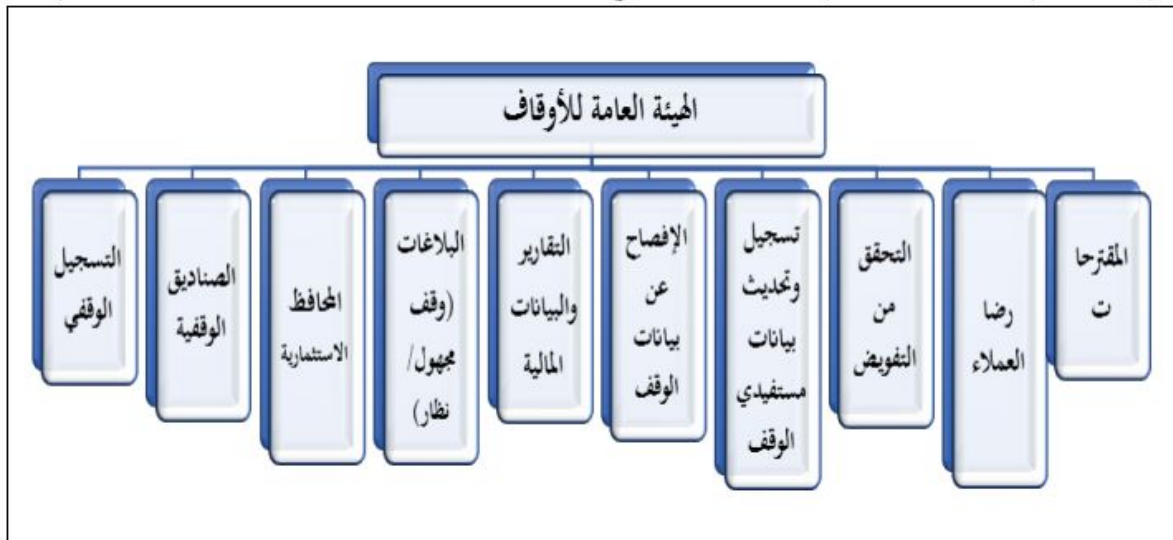 الهيئة العامة للأوقاف
المقترحا
ت
رضا
العملاء
التحقق
من
التفويض
تسجيل
وتحديث
بيانات
مستفيدي
الوقف
الإفصاح
عن
بيانات
الوقف
التقارير
والبيانات
المالية
البلاغات
(وقف
مجهول/
نظار)
المحافظ
الاستثمارية
الصناديق
الوقفية
التسجيل
الوقفي